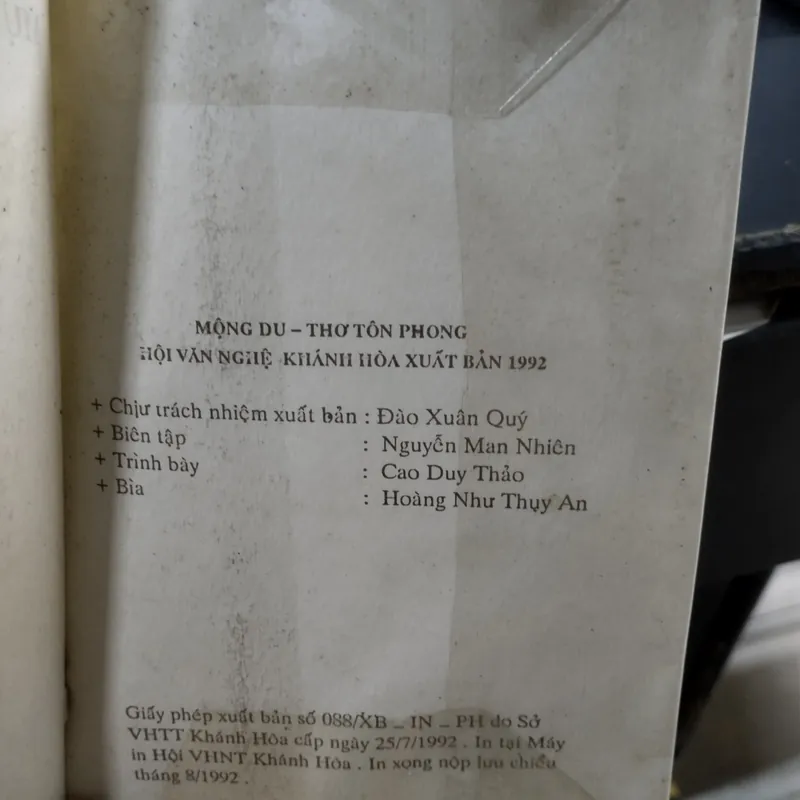 MỘNG DU – THƠ TÔN PHONG
HỘI VĂN NGHỆ KHÁNH HÒA XUẤT BẢN 1992
+ Chịu trách nhiệm xuất bản : Đào Xuân Quý
+ Biên tập : Nguyễn Man Nhiên
+ Trình bày : Cao Duy Thảo
+ Bìa : Hoàng Như Thụy An
Giấy phép xuất bản số 088/XB _ IN _ PH do Sở
VHTT Khánh Hòa cấp ngày 25/7/1992 . In tại Máy
in Hội VHNT Khánh Hòa . In xong nộp lưu chiểu
tháng 8/1992 .